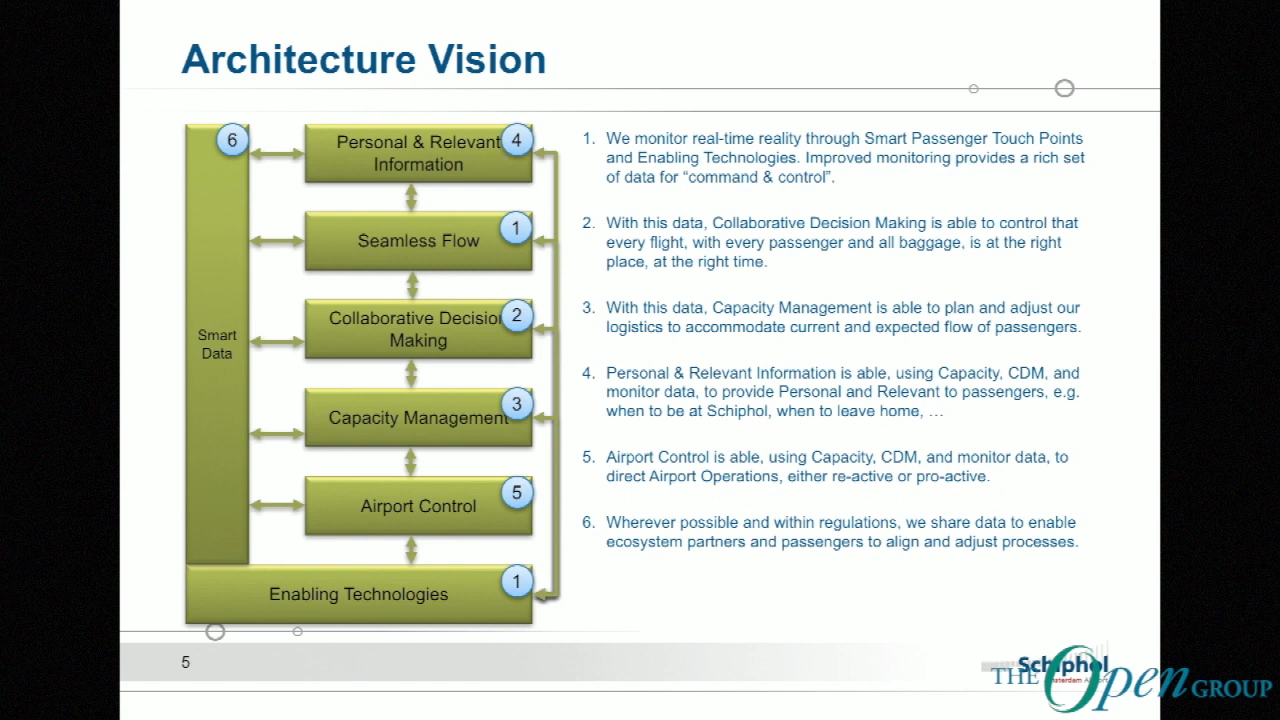 Architecture Vision
6
Personal & Relevant
Information
4
Seamless Flow
1
Collaborative Decision
Making
2
Smart
Data
Capacity Management
3
Airport Control
5
Enabling Technologies
1
1. We monitor real-time reality through Smart Passenger Touch Points
and Enabling Technologies. Improved monitoring provides a rich set
of data for “command & control”.
2. With this data, Collaborative Decision Making is able to control that
every flight, with every passenger and all baggage, is at the right
place, at the right time.
3. With this data, Capacity Management is able to plan and adjust our
logistics to accommodate current and expected flow of passengers.
4. Personal & Relevant Information is able, using Capacity, CDM, and
monitor data, to provide Personal and Relevant to passengers, e.g.
when to be at Schiphol, when to leave home, …
5. Airport Control is able, using Capacity, CDM, and monitor data, to
direct Airport Operations, either re-active or pro-active.
6. Wherever possible and within regulations, we share data to enable
ecosystem partners and passengers to align and adjust processes.
5
Schiphol
THE Open GROUP